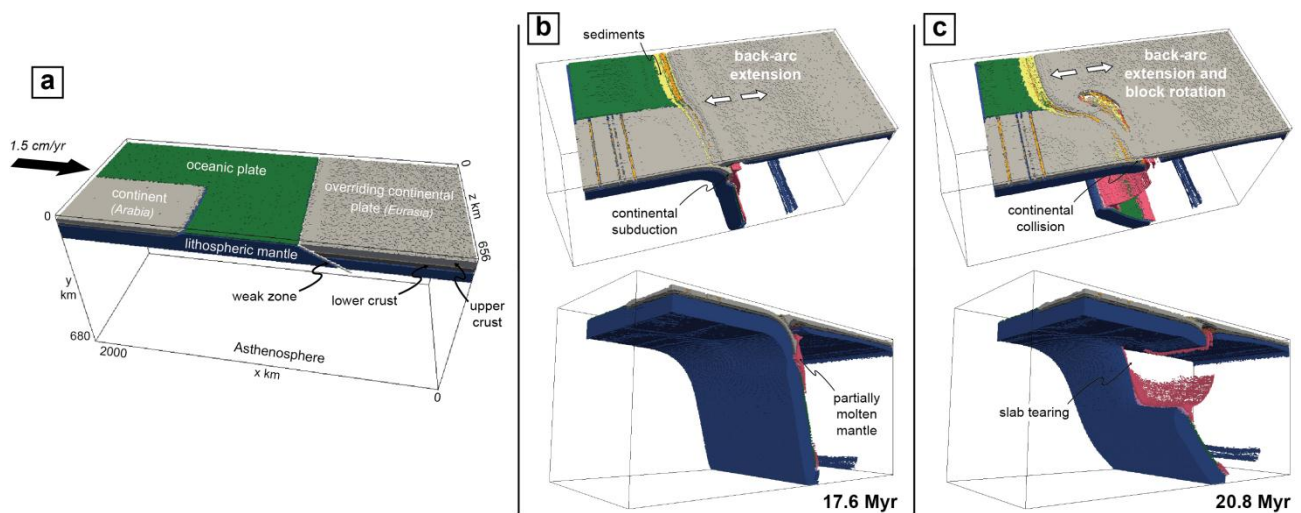 a
1.5 cm/yr
oceanic plate
continent
(Arabia)
overriding continental
plate (Eurasia)
0
z km
656
0
lithospheric mantle
weak zone
lower crust
upper
crust
y
km
680
2000
Asthenosphere
x km
0
b
sediments
back-arc
extension
continental
subduction
partially
molten
mantle
17.6 Myr
c
back-arc
extension and
block rotation
continental
collision
slab tearing
20.8 Myr